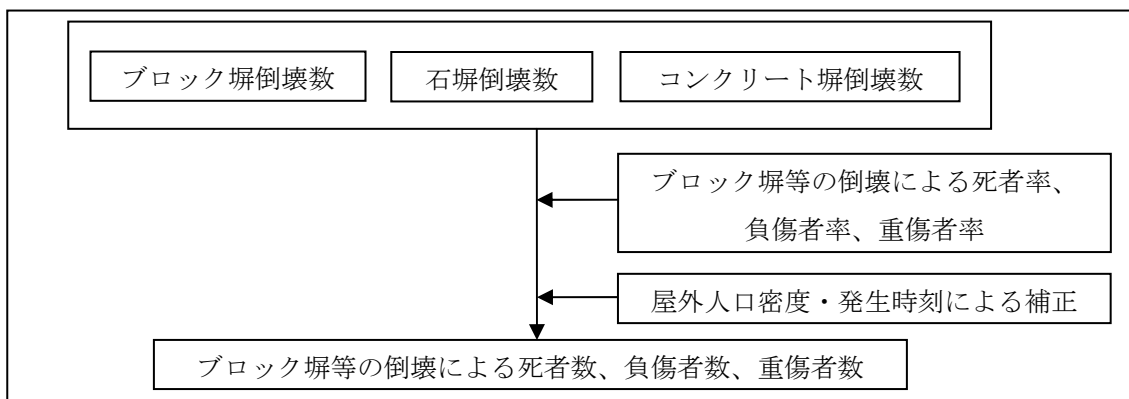 ブロック塀倒壊数
石塀倒壊数
コンクリート塀倒壊数
ブロック塀等の倒壊による死者率、
負傷者率、重傷者率
屋外人口密度・発生時刻による補正
ブロック塀等の倒壊による死者数、負傷者数、重傷者数